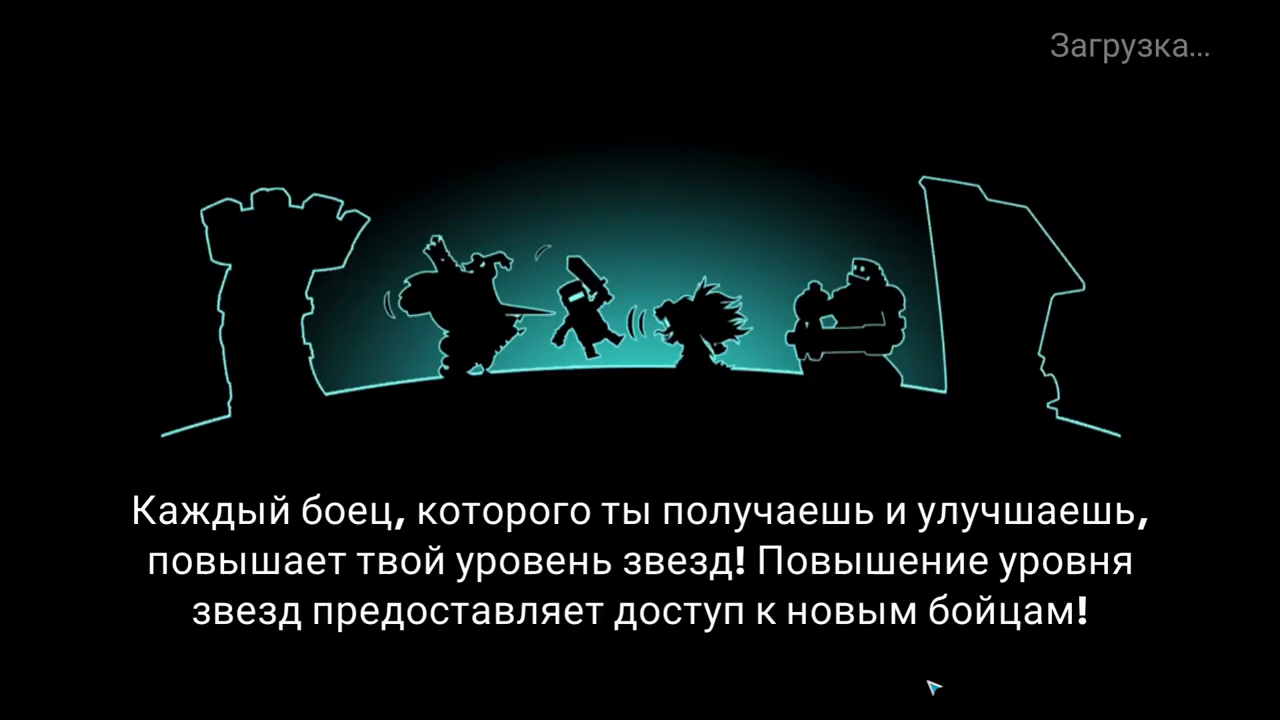 Загрузка...
Каждый боец, которого ты получаешь и улучшаешь,
повышает твой уровень звезд! Повышение уровня
звезд предоставляет доступ к новым бойцам!